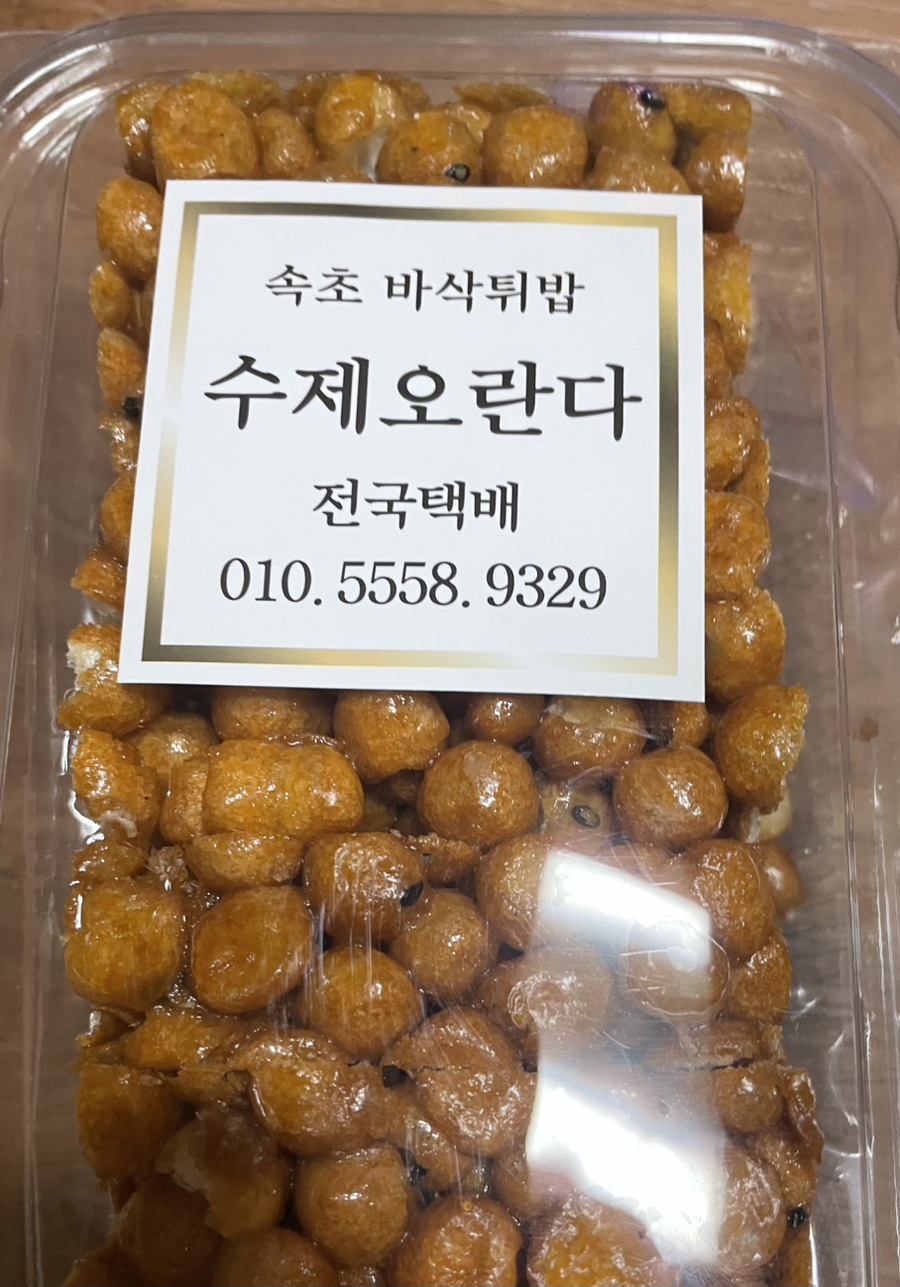 속초 바삭튀밥
수제오란다
전국택배
010. 5558. 9329